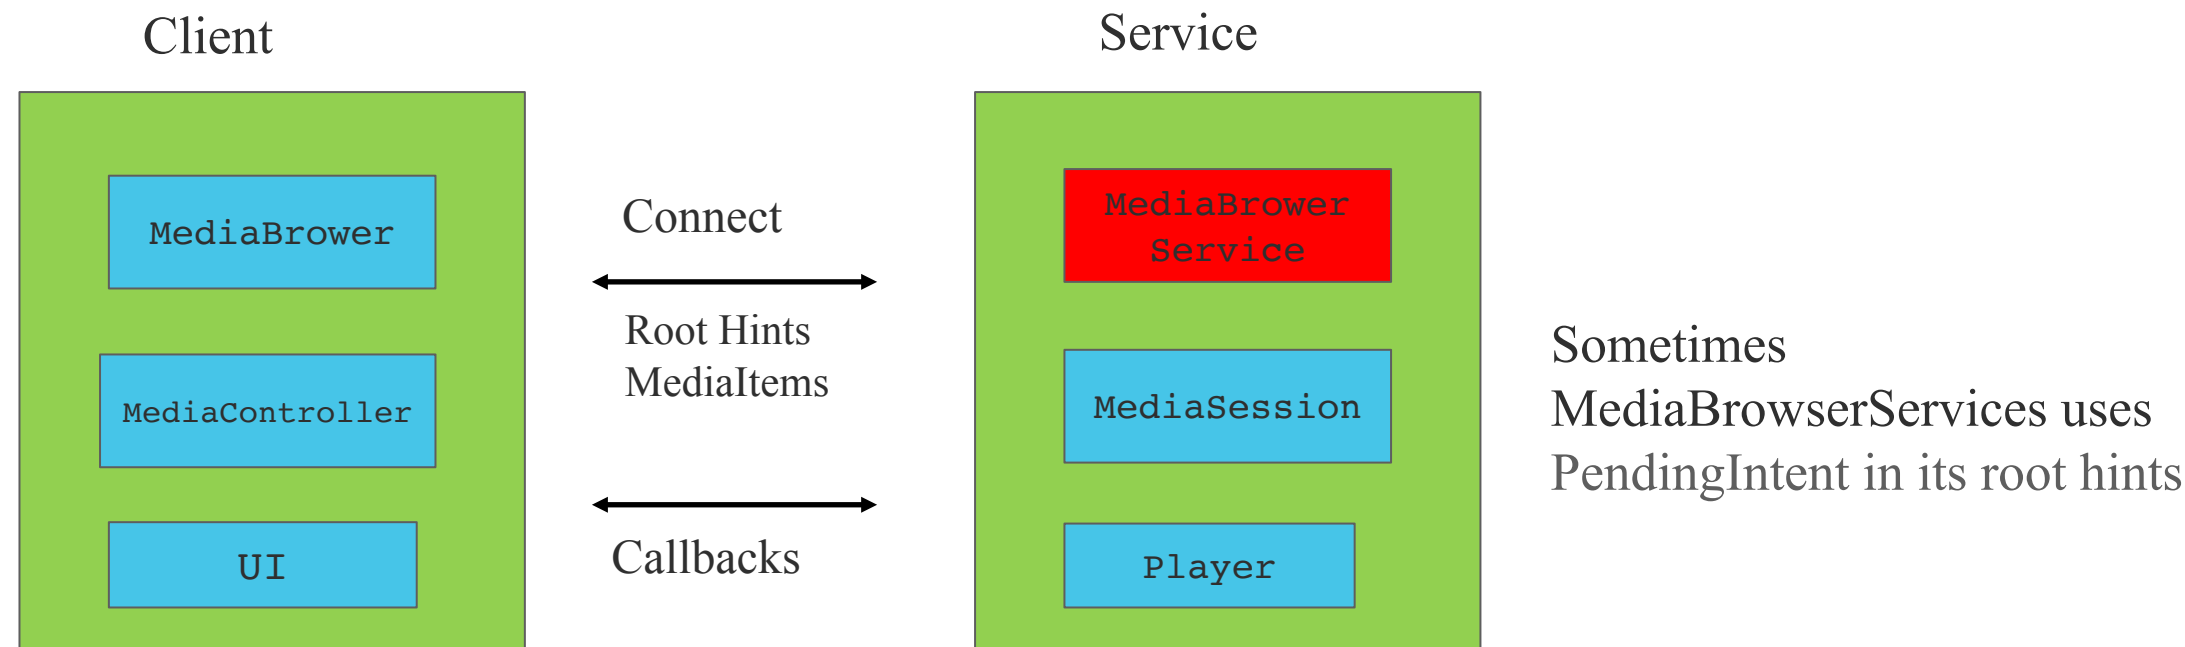 Client
Service
MediaBrower
MediaController
UI
Connect
Root Hints
MediaItems
Callbacks
MediaBrower
Service
MediaSession
Player
Sometimes
MediaBrowserServices uses
PendingIntent in its root hints